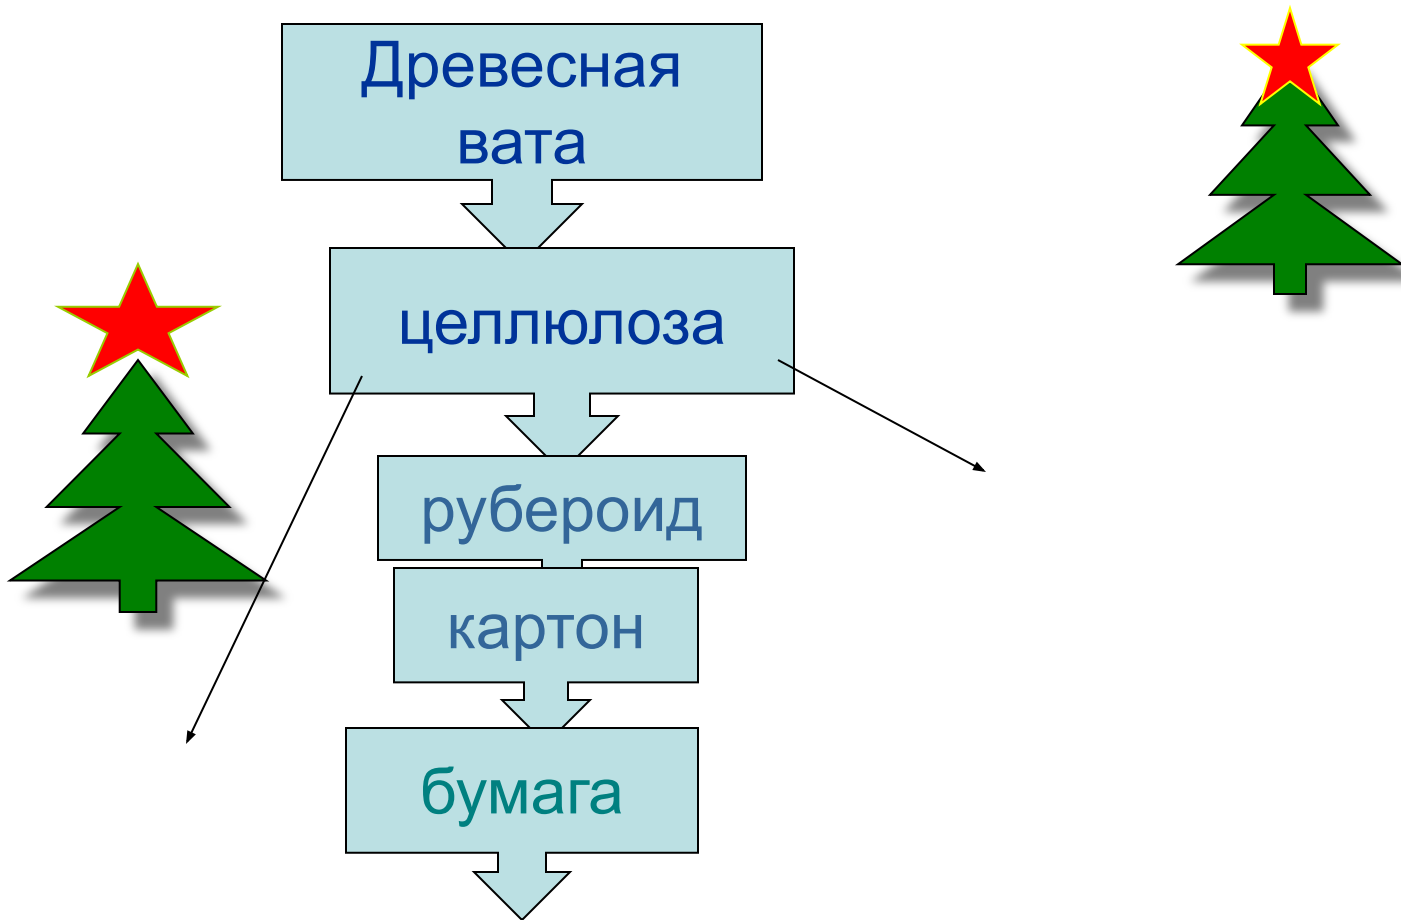 Древесная
вата
целлюлоза
рубероид
картон
бумага